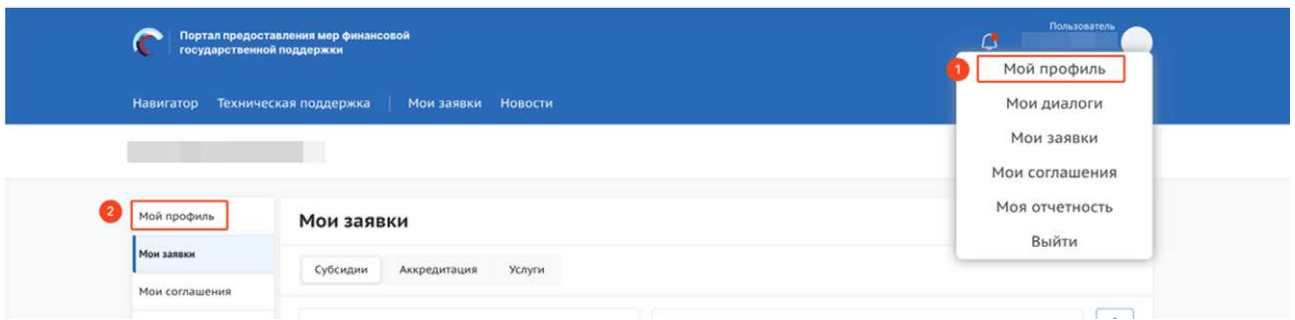 Портал предоставления мер финансовой
государственной поддержки
Пользователь
Навигатор Техническая поддержка Мои заявки Новости
1 Мой профиль
Мои диалоги
Мои заявки
Мои соглашения
Моя отчетность
Выйти
2 Мой профиль
Мои заявки
Мои соглашения
Мои заявки
Субсидии Аккредитация Услуги